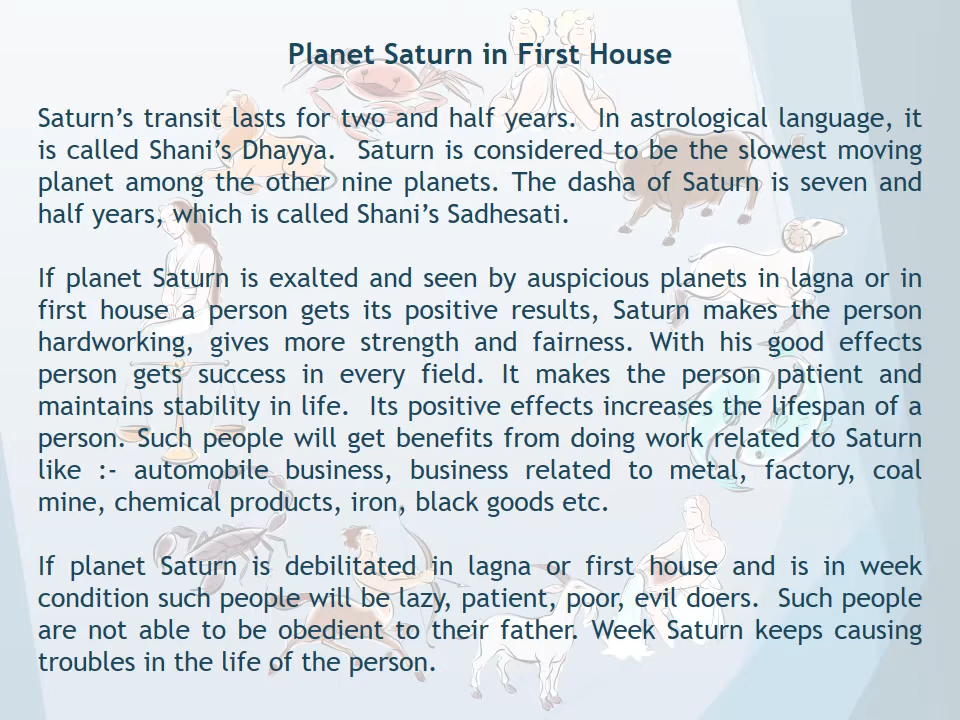 Planet Saturn in First House
Saturn’s transit lasts for two and half years.  In astrological language, it
is called Shani’s Dhayya.  Saturn is considered to be the slowest moving
planet among the other nine planets. The dasha of Saturn is seven and
half years, which is called Shani’s Sadhesati.
If planet Saturn is exalted and seen by auspicious planets in lagna or in
first house a person gets its positive results, Saturn makes the person
hardworking, gives more strength and fairness. With his good effects
person gets success in every field. It makes the person patient and
maintains stability in life.  Its positive effects increases the lifespan of a
person. Such people will get benefits from doing work related to Saturn
like :- automobile business, business related to metal, factory, coal
mine, chemical products, iron, black goods etc.
If planet Saturn is debilitated in lagna or first house and is in week
condition such people will be lazy, patient, poor, evil doers.  Such people
are not able to be obedient to their father. Week Saturn keeps causing
troubles in the life of the person.